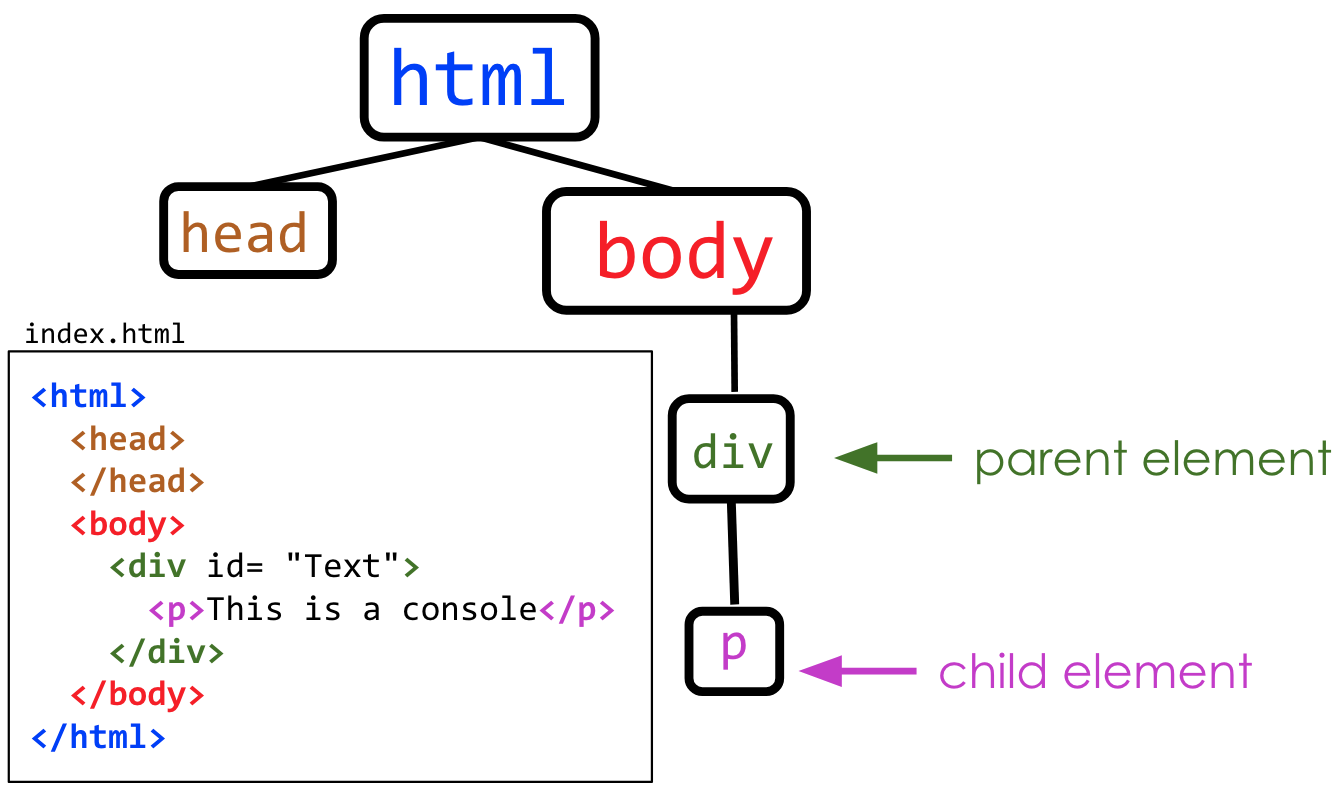 html
head
body
index.html
<html>
<head>
</head>
<body>
<div id= "Text">
<p>This is a console</p>
</div>
</body>
</html>
div
parent element
p
child element